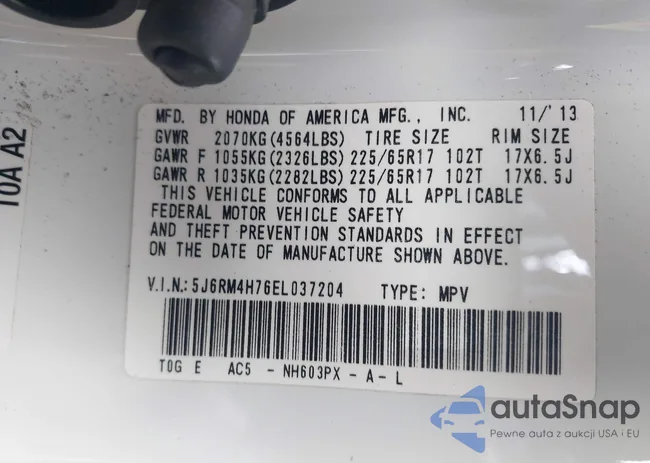 T0A A2
MFD. BY HONDA OF AMERICA MFG., INC. 11/'13
GVWR 2070KG(4564LBS) TIRE SIZE RIM SIZE
GAWR F 1055KG(2326LBS) 225/65R17 102T 17X6.5J
GAWR R 1035KG(2282LBS) 225/65R17 102T 17X6.5J
THIS VEHICLE CONFORMS TO ALL APPLICABLE
FEDERAL MOTOR VEHICLE SAFETY
AND THEFT PREVENTION STANDARDS IN EFFECT
ON THE DATE OF MANUFACTURE SHOWN ABOVE.
V.I.N.: 5J6RM4H76EL037204 TYPE: MPV
T0G E AC5 - NH603PX - A - L
autaSnap
Pewne auta z aukcji USA i EU